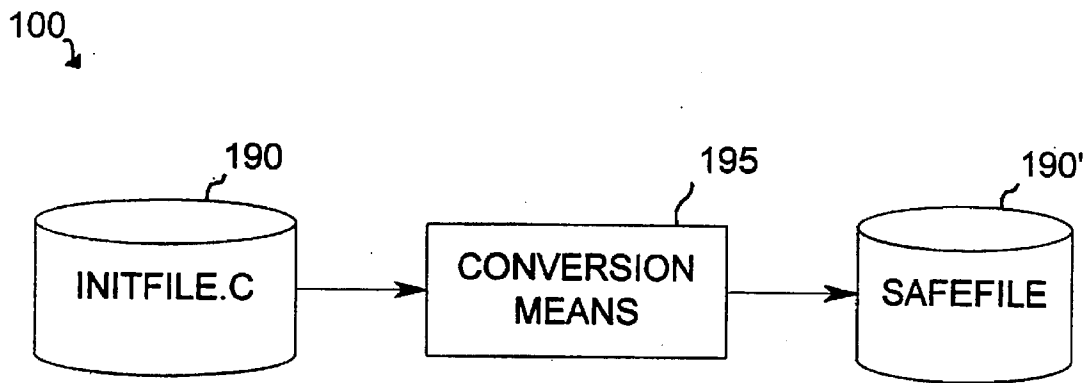 100
190
195
190'
INITFILE.C
CONVERSION
MEANS
SAFEFILE